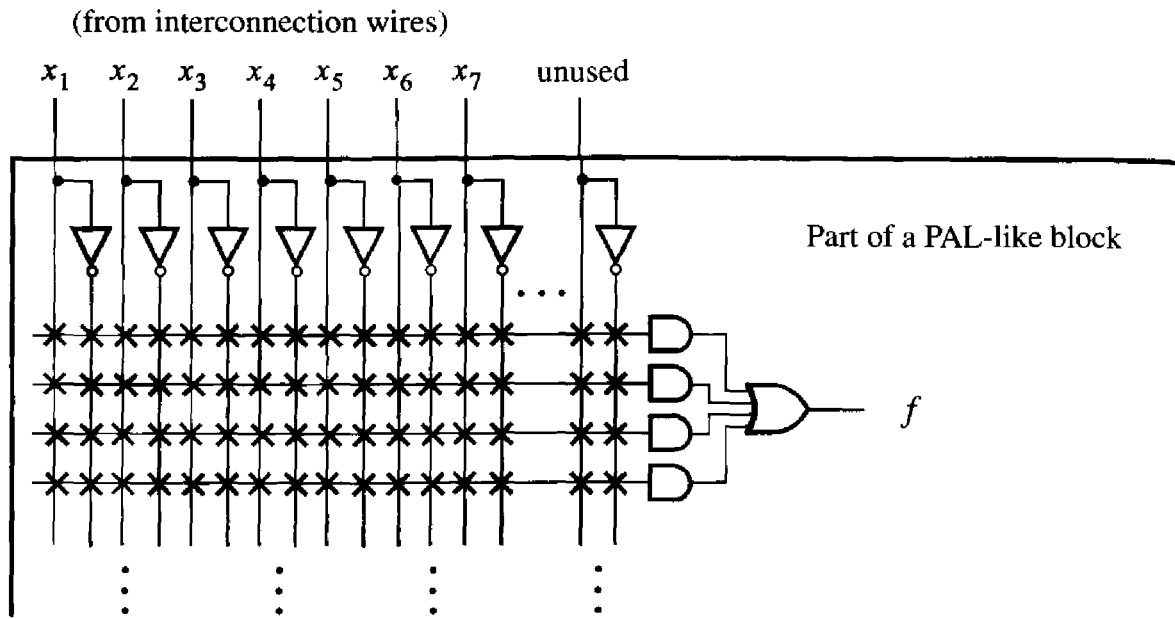 (from interconnection wires)
x₁ x₂ x₃ x₄ x₅ x₆ x₇ unused
Part of a PAL-like block
f